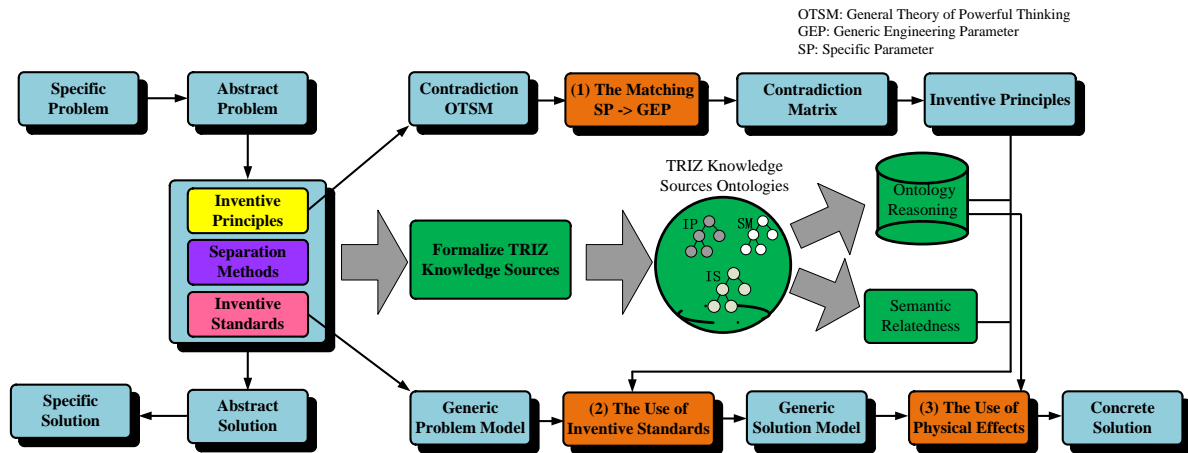 OTSM: General Theory of Powerful Thinking
GEP: Generic Engineering Parameter
SP: Specific Parameter
Specific
Problem
Abstract
Problem
Contradiction
OTSM
(1) The Matching
SP -> GEP
Contradiction
Matrix
Inventive Principles
Inventive
Principles
Separation
Methods
Inventive
Standards
Formalize TRIZ
Knowledge Sources
TRIZ Knowledge
Sources Ontologies
IP
SM
IS
Ontology
Reasoning
Semantic
Relatedness
Specific
Solution
Abstract
Solution
Generic
Problem Model
(2) The Use of
Inventive Standards
Generic
Solution Model
(3) The Use of
Physical Effects
Concrete
Solution